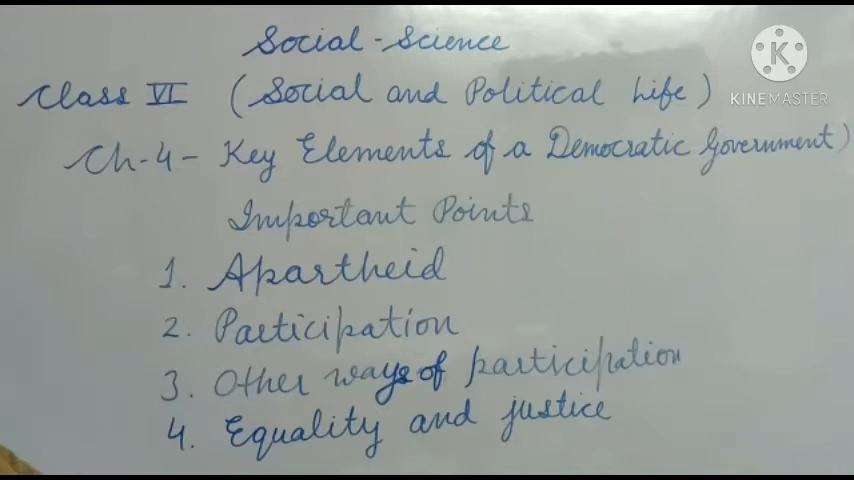 Social-Science
Class VI (Social and Political Life)
Ch-4- Key Elements of a Democratic Government)
Important Points
1. Apartheid
2. Participation
3. Other ways of participation
4. Equality and justice
K
KINEMASTER